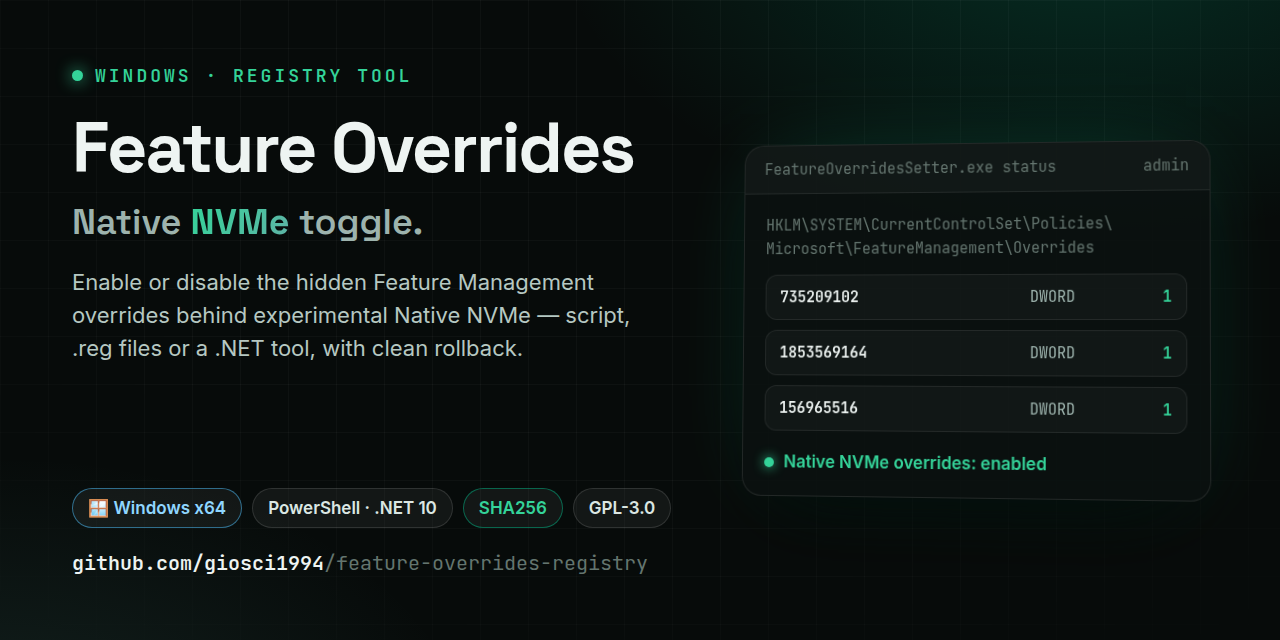 WINDOWS · REGISTRY TOOL
Feature Overrides
Native NVMe toggle.
Enable or disable the hidden Feature Management
overrides behind experimental Native NVMe — script,
.reg files or a .NET tool, with clean rollback.
Windows x64 PowerShell · .NET 10 SHA256 GPL-3.0
github.com/giosci1994/feature-overrides-registry
FeatureOverridesSetter.exe status admin
HKLM\SYSTEM\CurrentControlSet\Policies\
Microsoft\FeatureManagement\Overrides
735209102 DWORD 1
1853569164 DWORD 1
156965516 DWORD 1
Native NVMe overrides: enabled